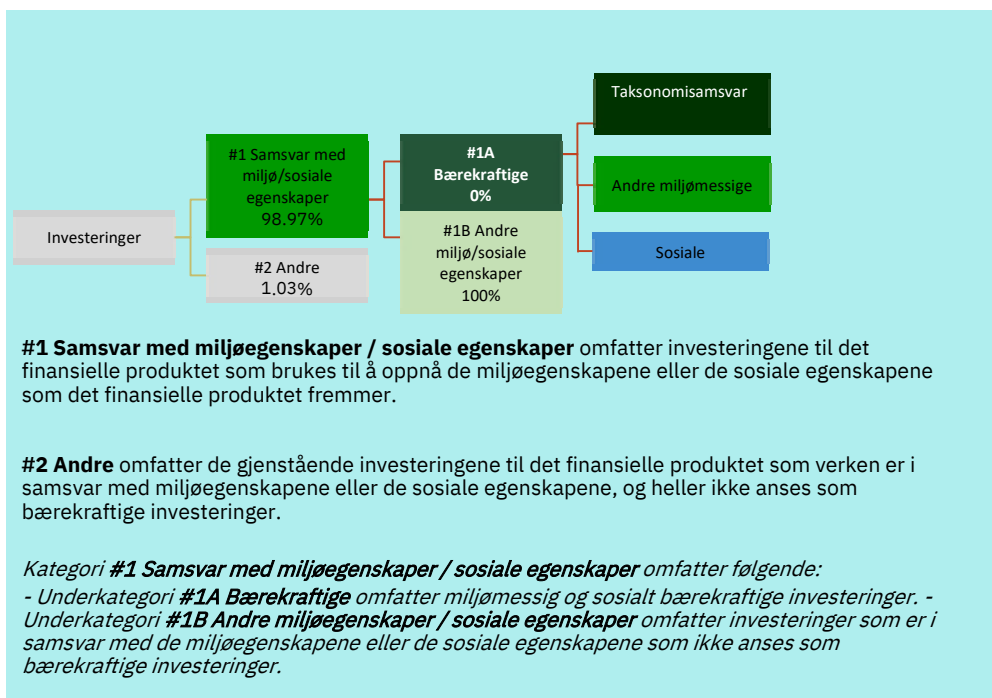 Investeringer
#1 Samsvar med
miljø/sosiale
egenskaper
98.97%
#2 Andre
1.03%
#1A
Bærekraftige
0%
#1B Andre
miljø/sosiale
egenskaper
100%
Taksonomisamsvar
Andre miljømessige
Sosiale
#1 Samsvar med miljøegenskaper / sosiale egenskaper omfatter investeringene til det
finansielle produktet som brukes til å oppnå de miljøegenskapene eller de sosiale egenskapene
som det finansielle produktet fremmer.
#2 Andre omfatter de gjenstående investeringene til det finansielle produktet som verken er i
samsvar med miljøegenskapene eller de sosiale egenskapene, og heller ikke anses som
bærekraftige investeringer.
Kategori #1 Samsvar med miljøegenskaper / sosiale egenskaper omfatter følgende:
- Underkategori #1A Bærekraftige omfatter miljømessig og sosialt bærekraftige investeringer. -
Underkategori #1B Andre miljøegenskaper / sosiale egenskaper omfatter investeringer som er i
samsvar med de miljøegenskapene eller de sosiale egenskapene som ikke anses som
bærekraftige investeringer.